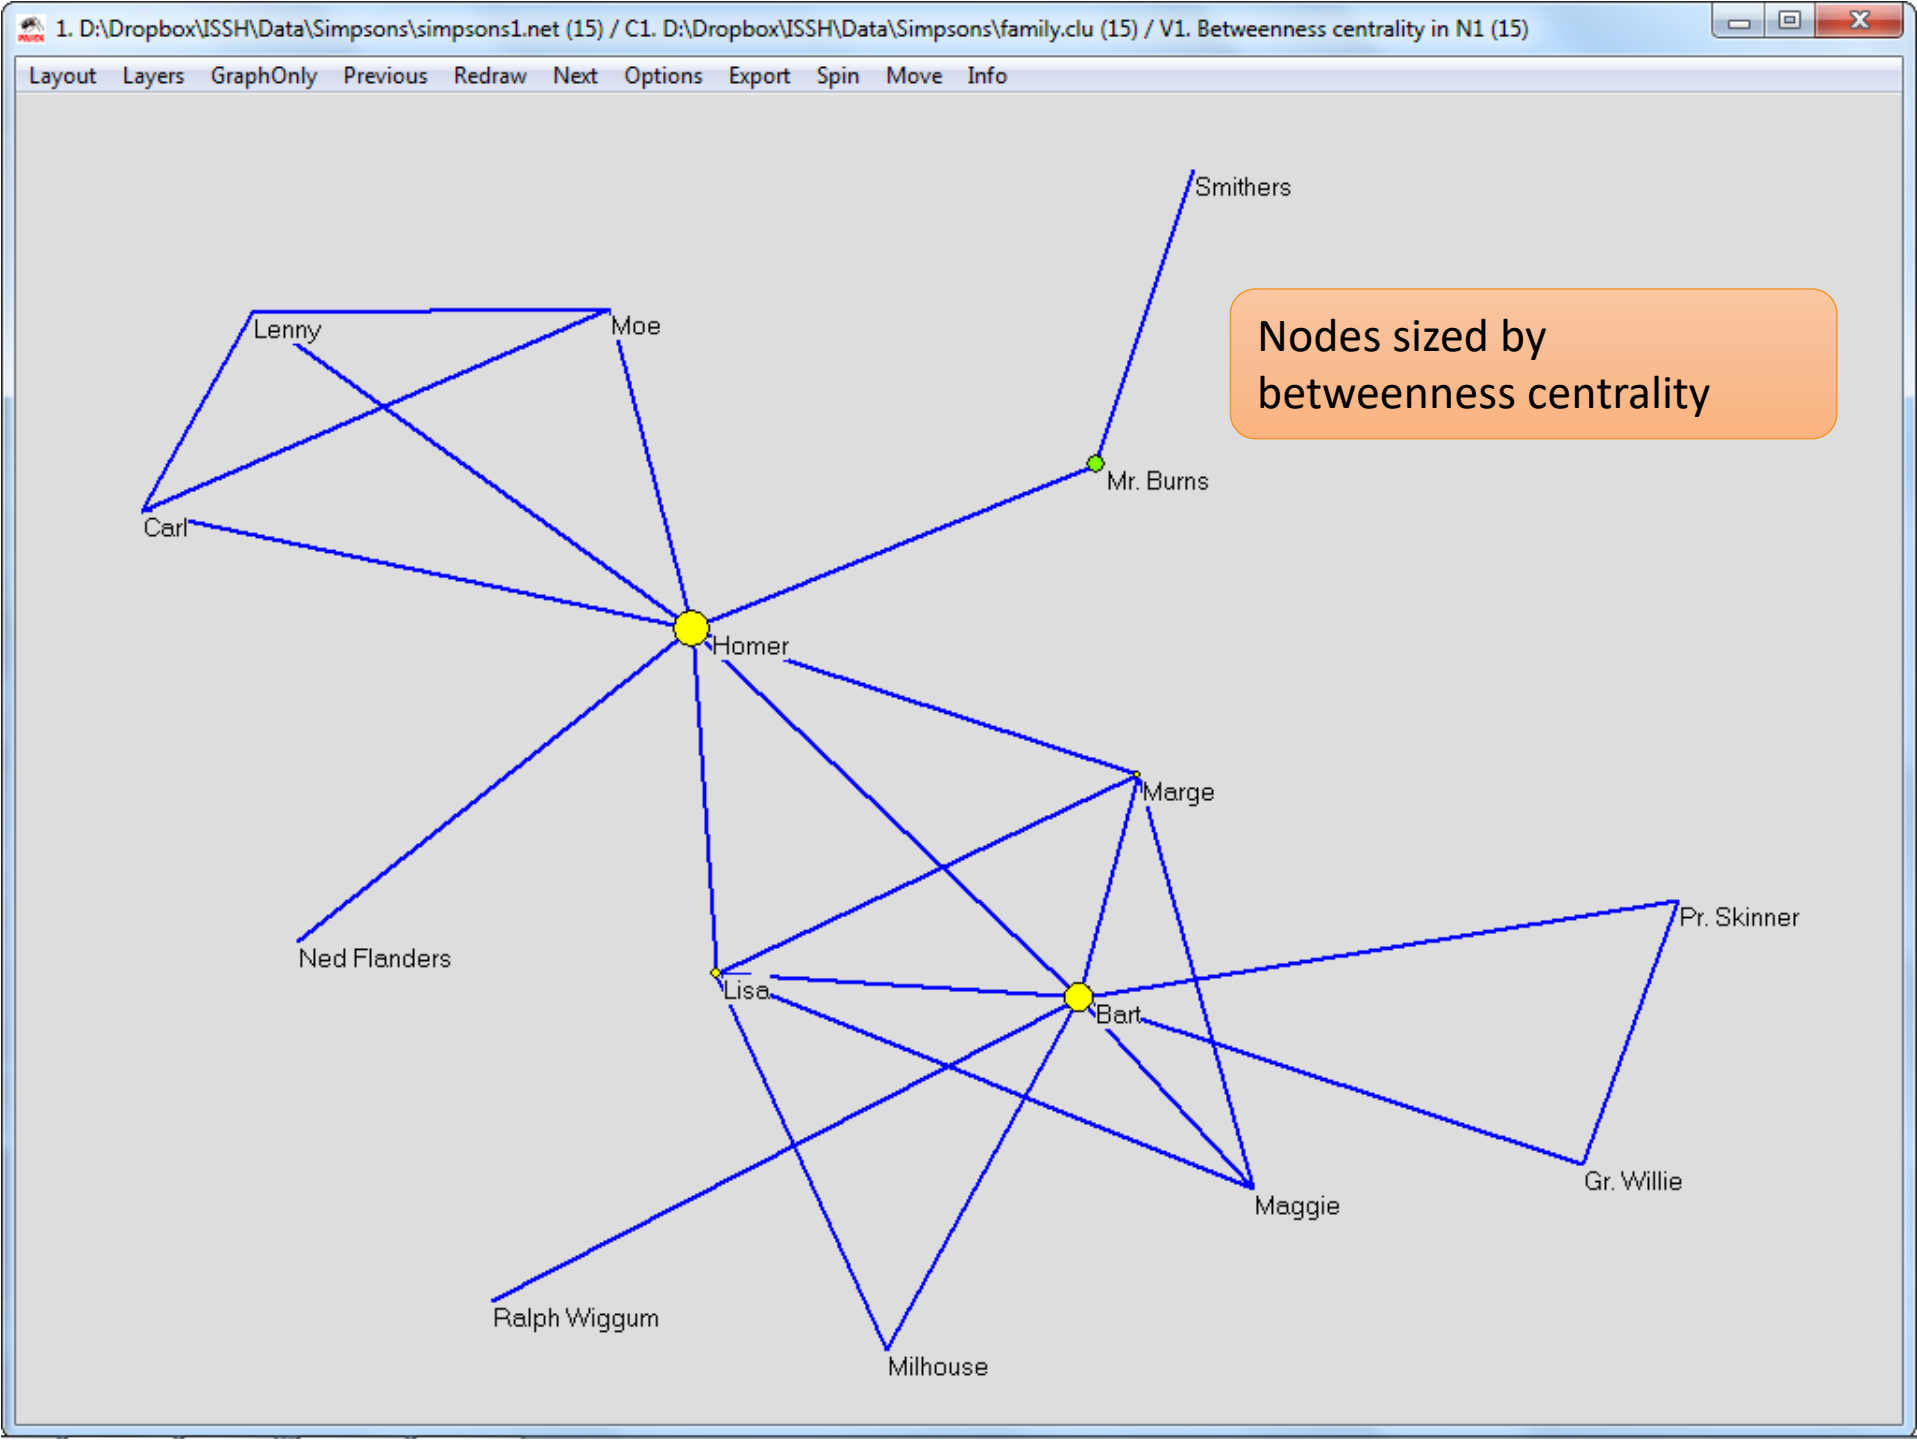 1. D:\Dropbox\ISSH\Data\Simpsons\simpsons1.net (15) / C1. D:\Dropbox\ISSH\Data\Simpsons\family.clu (15) / V1. Betweenness centrality in N1 (15)
Layout Layers GraphOnly Previous Redraw Next Options Export Spin Move Info
Smithers
Lenny
Moe
Nodes sized by
betweenness centrality
Mr. Burns
Carl
Homer
Marge
Pr. Skinner
Ned Flanders
Lisa
Bart
Gr. Willie
Maggie
Ralph Wiggum
Milhouse